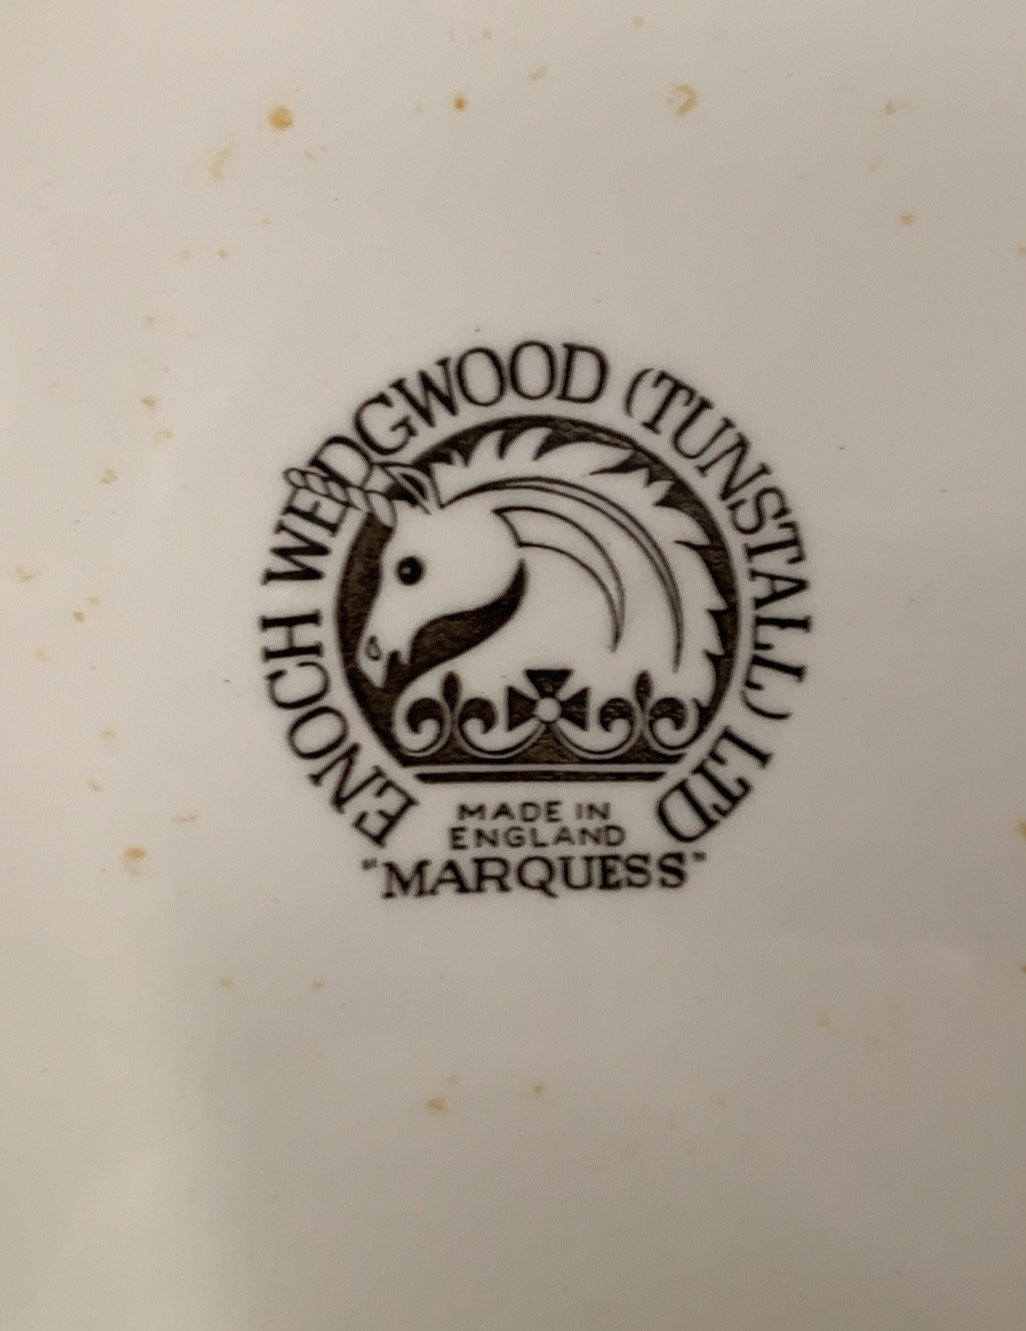 ENOCH WEDGWOOD (TUNSTALL) LTD
MADE IN
ENGLAND
"MARQUESS"